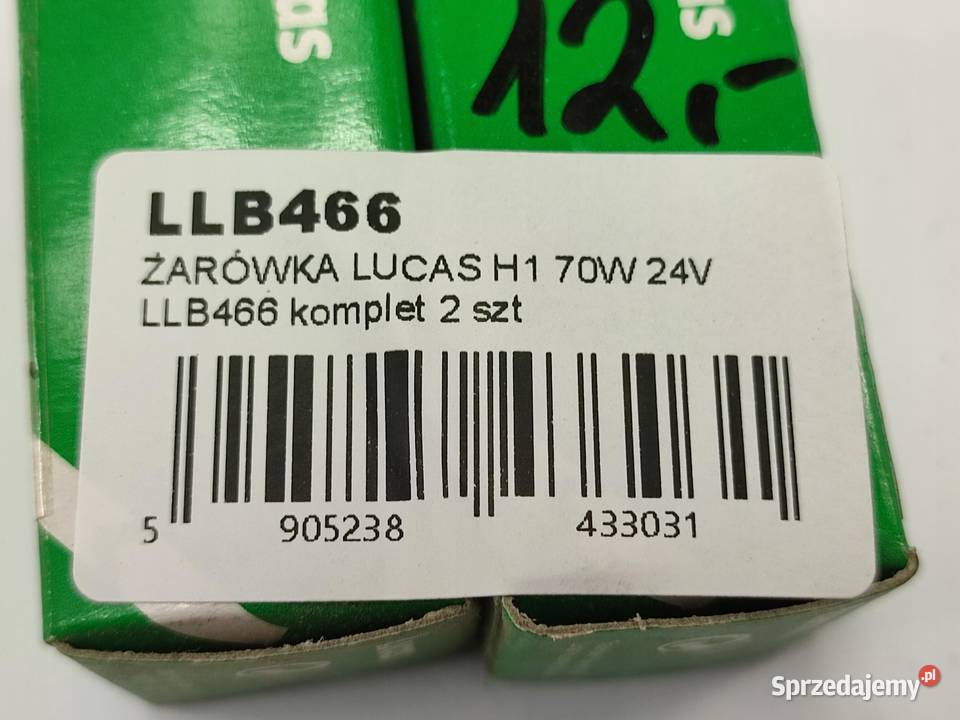 12,-
LLB466
ŻARÓWKA LUCAS H1 70W 24V
LLB466 komplet 2 szt
5 905238 433031
Sprzedajemy.pl